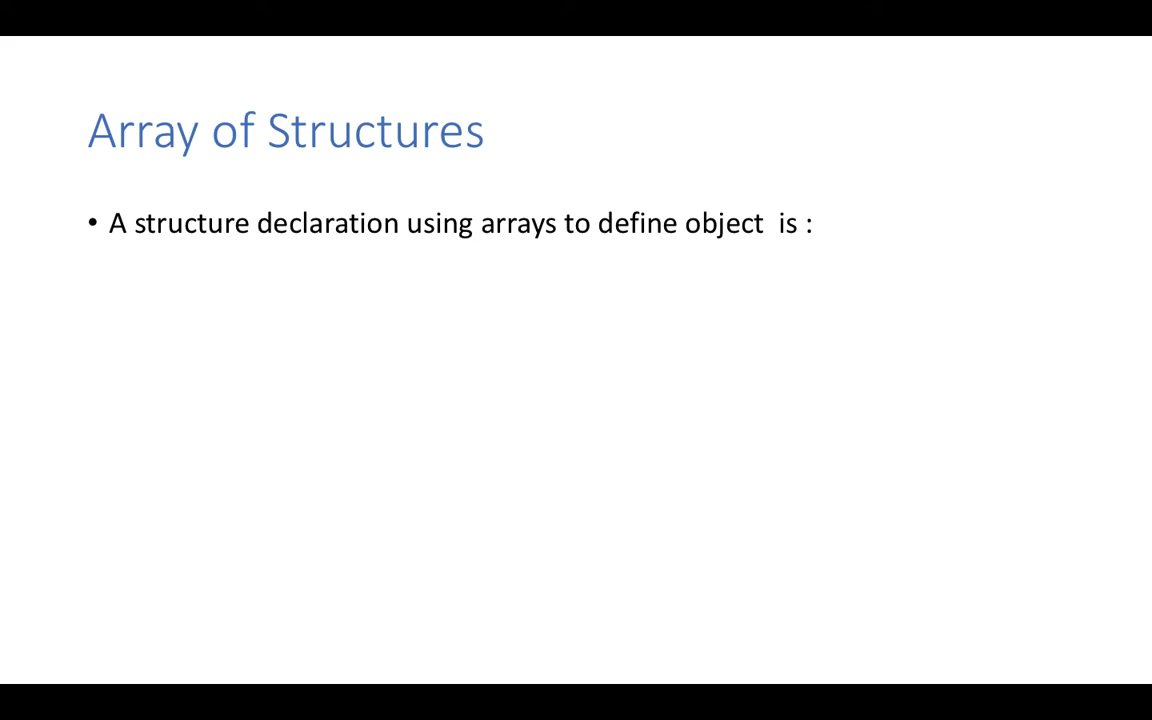 Array of Structures
• A structure declaration using arrays to define object  is :